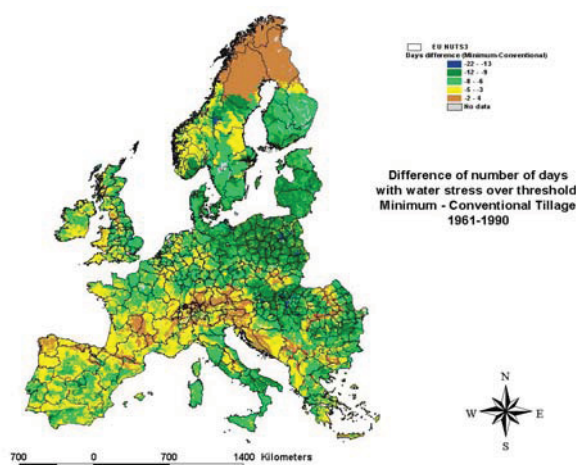 EU NUTS3
Days difference (Minimum-Conventional)
-22 - -13
-12 - -9
-8 - -6
-5 - -3
-2 - 4
No data
Difference of number of days
with water stress over threshold
Minimum - Conventional Tillage
1961-1990
N
W E
S
700 0 700 1400 Kilometers